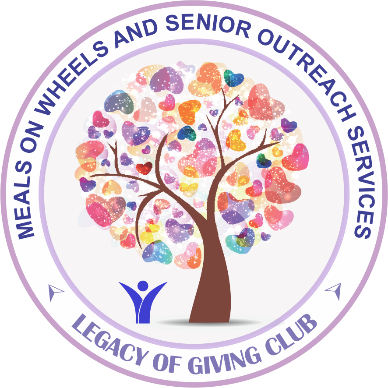 MEALS ON WHEELS AND SENIOR OUTREACH SERVICES
LEGACY OF GIVING CLUB